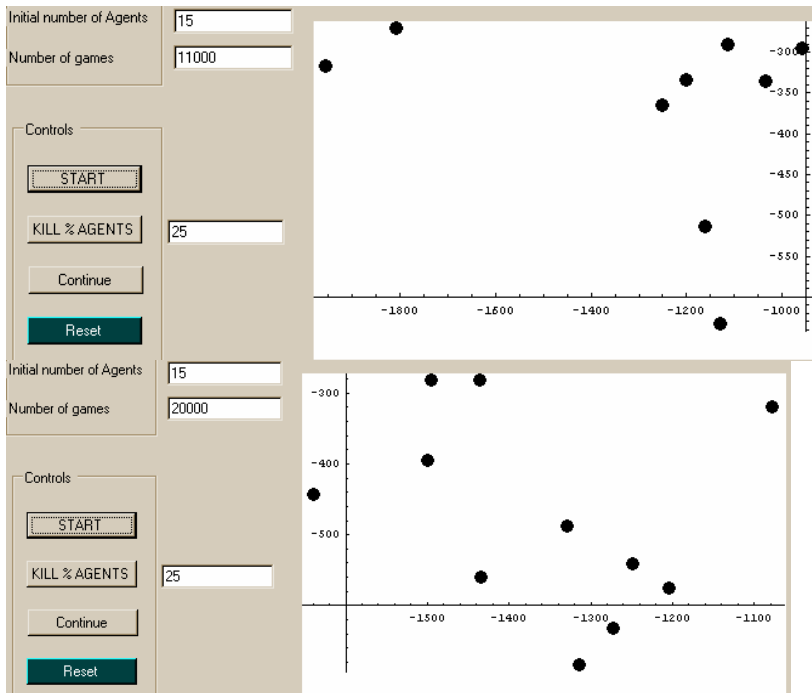 Initial number of Agents 15
Number of games 11000
Controls
START
KILL % AGENTS 25
Continue
Reset
-300
-350
-400
-450
-500
-550
-1800 -1600 -1400 -1200 -1000
Initial number of Agents 15
Number of games 20000
Controls
START
KILL % AGENTS 25
Continue
Reset
-300
-400
-500
-1500 -1400 -1300 -1200 -1100